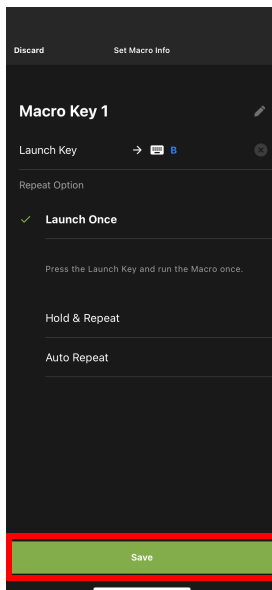 Discard Set Macro Info
Macro Key 1
Launch Key → B
Repeat Option
Launch Once
Press the Launch Key and run the Macro once.
Hold & Repeat
Auto Repeat
Save